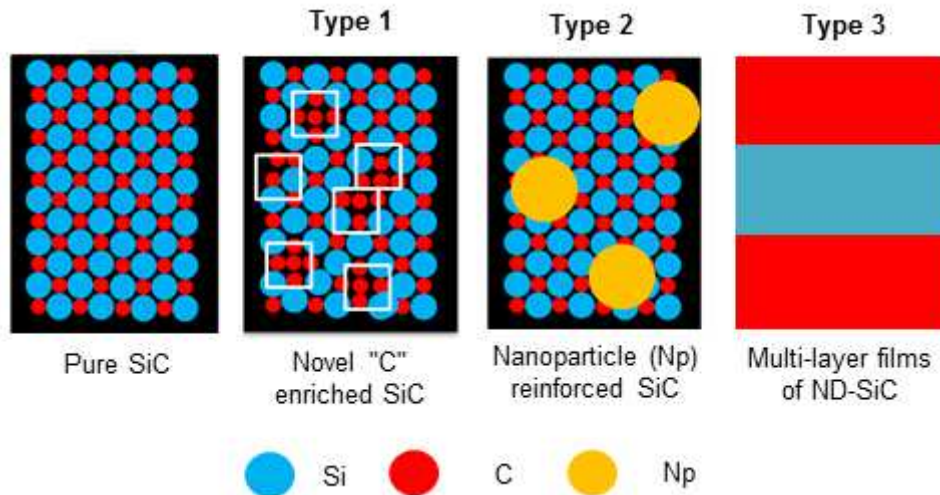 Type 1
Type 2
Type 3
Pure SiC
Novel "C"
enriched SiC
Nanoparticle (Np)
reinforced SiC
Multi-layer films
of ND-SiC
Si
C
Np